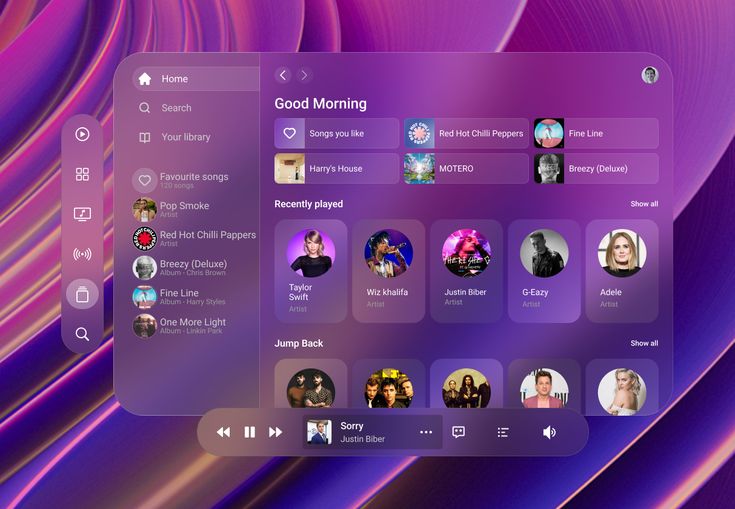 Home
Search
Your library
Favourite songs
120 songs
Pop Smoke
Artist
Red Hot Chilli Pappers
Artist
Breezy (Deluxe)
Album - Chris Brown
Fine Line
Album - Harry Styles
One More Light
Album - Linkin Park
Good Morning
Songs you like
Red Hot Chilli Peppers
Fine Line
Harry's House
MOTERO
Breezy (Deluxe)
Recently played
Show all
Taylor
Swift
Artist
Wiz khalifa
Artist
Justin Biber
Artist
G-Eazy
Artist
Adele
Artist
Jump Back
Show all
Sorry
Justin Biber